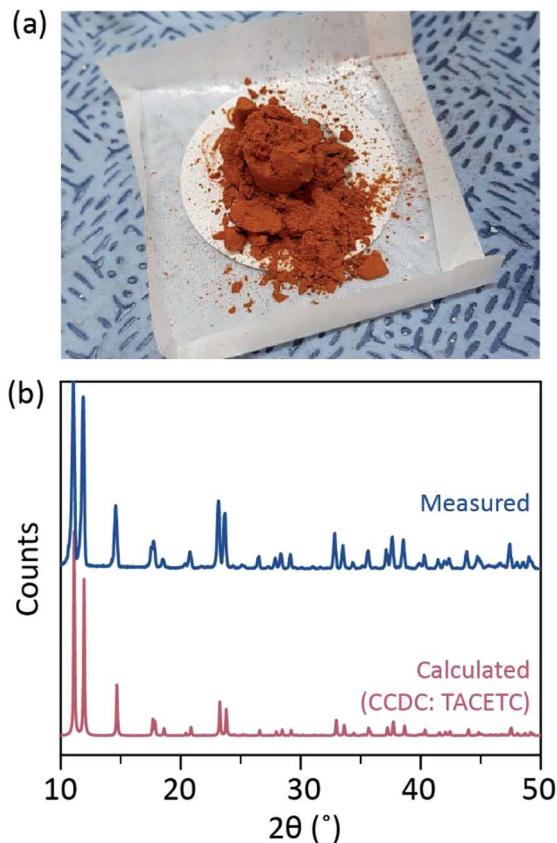 (a)
(b)
Measured
Calculated
(CCDC: TACETC)
Counts
10 20 30 40 50
2θ (˚)